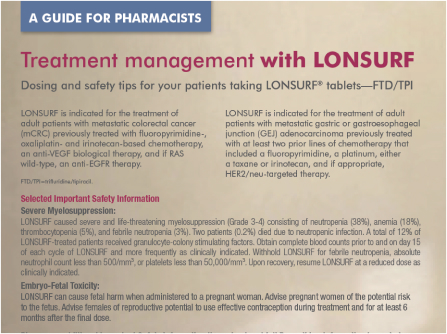 A GUIDE FOR PHARMACISTS
Treatment management with LONSURF
Dosing and safety tips for your patients taking LONSURF® tablets—FTD/TPI
LONSURF is indicated for the treatment of
adult patients with metastatic colorectal cancer
(mCRC) previously treated with fluoropyrimidine-,
oxaliplatin- and irinotecan-based chemotherapy,
an anti-VEGF biological therapy, and if RAS
wild-type, an anti-EGFR therapy.
FTD/TPI=trifluridine/tipiracil.
LONSURF is indicated for the treatment of adult
patients with metastatic gastric or gastroesophageal
junction (GEJ) adenocarcinoma previously treated
with at least two prior lines of chemotherapy that
included a fluoropyrimidine, a platinum, either
a taxane or irinotecan, and if appropriate,
HER2/neu-targeted therapy.
Selected Important Safety Information
Severe Myelosuppression:
LONSURF caused severe and life-threatening myelosuppression (Grade 3-4) consisting of neutropenia (38%), anemia (18%),
thrombocytopenia (5%), and febrile neutropenia (3%). Two patients (0.2%) died due to neutropenic infection. A total of 12% of
LONSURF-treated patients received granulocyte-colony stimulating factors. Obtain complete blood counts prior to and on day 15
of each cycle of LONSURF and more frequently as clinically indicated. Withhold LONSURF for febrile neutropenia, absolute
neutrophil count less than 500/mm³, or platelets less than 50,000/mm³. Upon recovery, resume LONSURF at a reduced dose as
clinically indicated.
Embryo-Fetal Toxicity:
LONSURF can cause fetal harm when administered to a pregnant woman. Advise pregnant women of the potential risk
to the fetus. Advise females of reproductive potential to use effective contraception during treatment and for at least 6
months after the final dose.